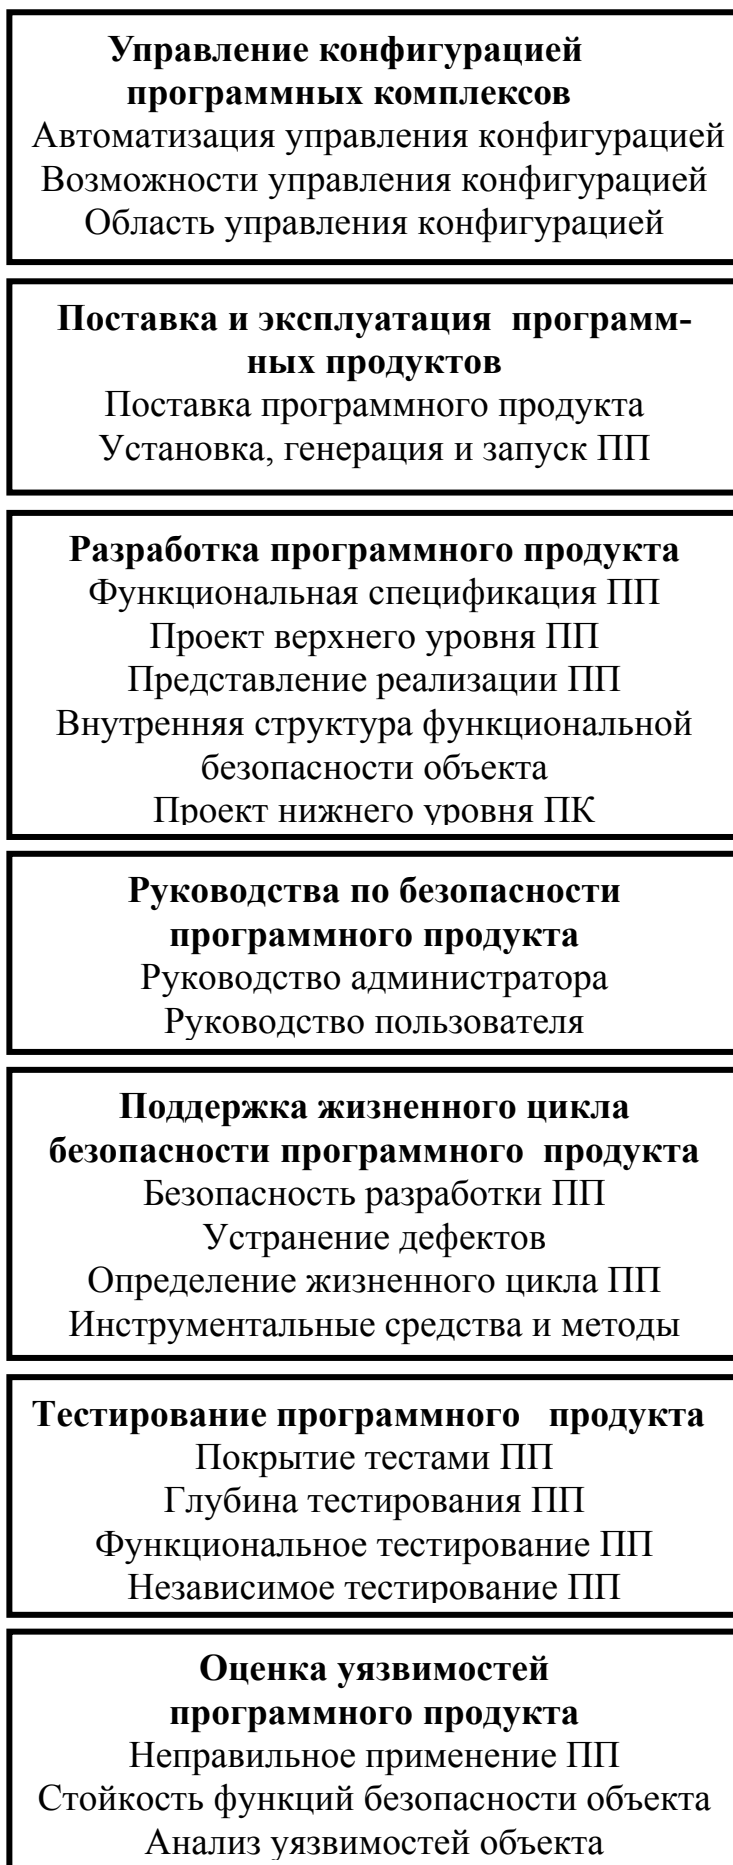 Управление конфигурацией
программных комплексов
Автоматизация управления конфигурацией
Возможности управления конфигурацией
Область управления конфигурацией
Поставка и эксплуатация программ-
ных продуктов
Поставка программного продукта
Установка, генерация и запуск ПП
Разработка программного продукта
Функциональная спецификация ПП
Проект верхнего уровня ПП
Представление реализации ПП
Внутренняя структура функциональной
безопасности объекта
Проект нижнего уровня ПК
Руководства по безопасности
программного продукта
Руководство администратора
Руководство пользователя
Поддержка жизненного цикла
безопасности программного продукта
Безопасность разработки ПП
Устранение дефектов
Определение жизненного цикла ПП
Инструментальные средства и методы
Тестирование программного продукта
Покрытие тестами ПП
Глубина тестирования ПП
Функциональное тестирование ПП
Независимое тестирование ПП
Оценка уязвимостей
программного продукта
Неправильное применение ПП
Стойкость функций безопасности объекта
Анализ уязвимостей объекта